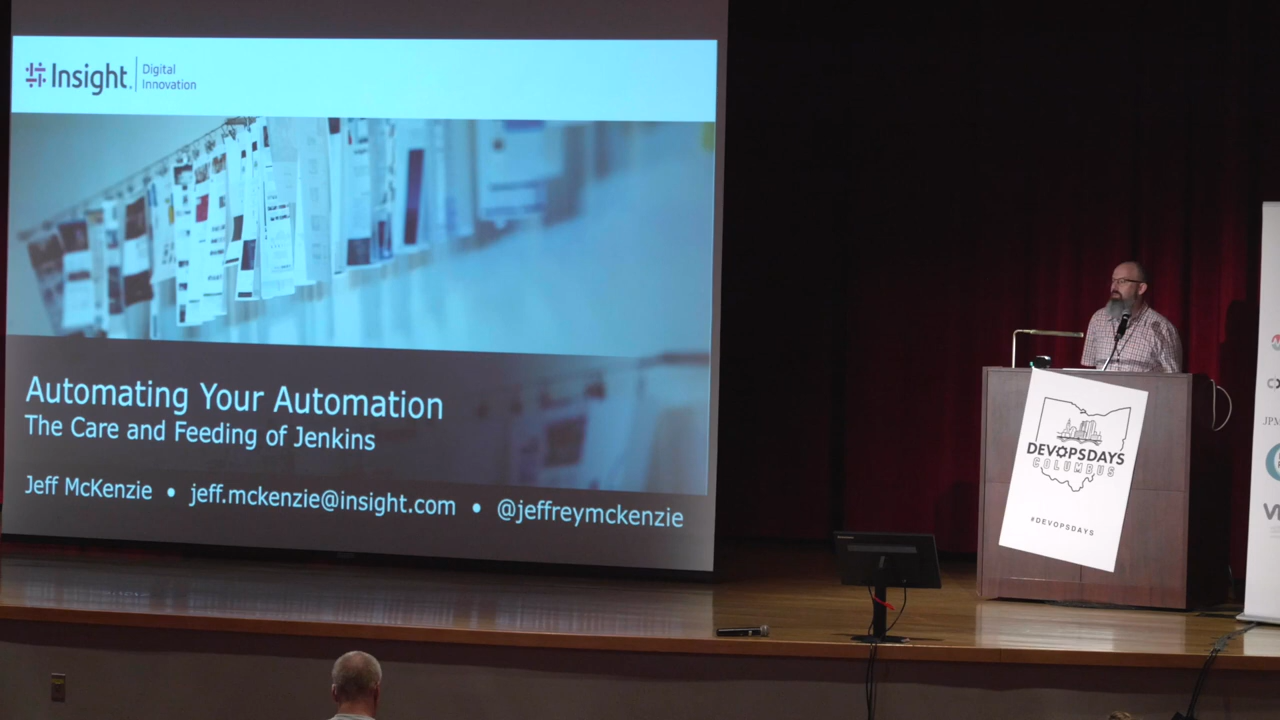 Insight.
Digital
Innovation
Automating Your Automation
The Care and Feeding of Jenkins
Jeff McKenzie • jeff.mckenzie@insight.com • @jeffreymckenzie
DEVOPSDAYS
COLUMBUS
#DEVOPSDAYS